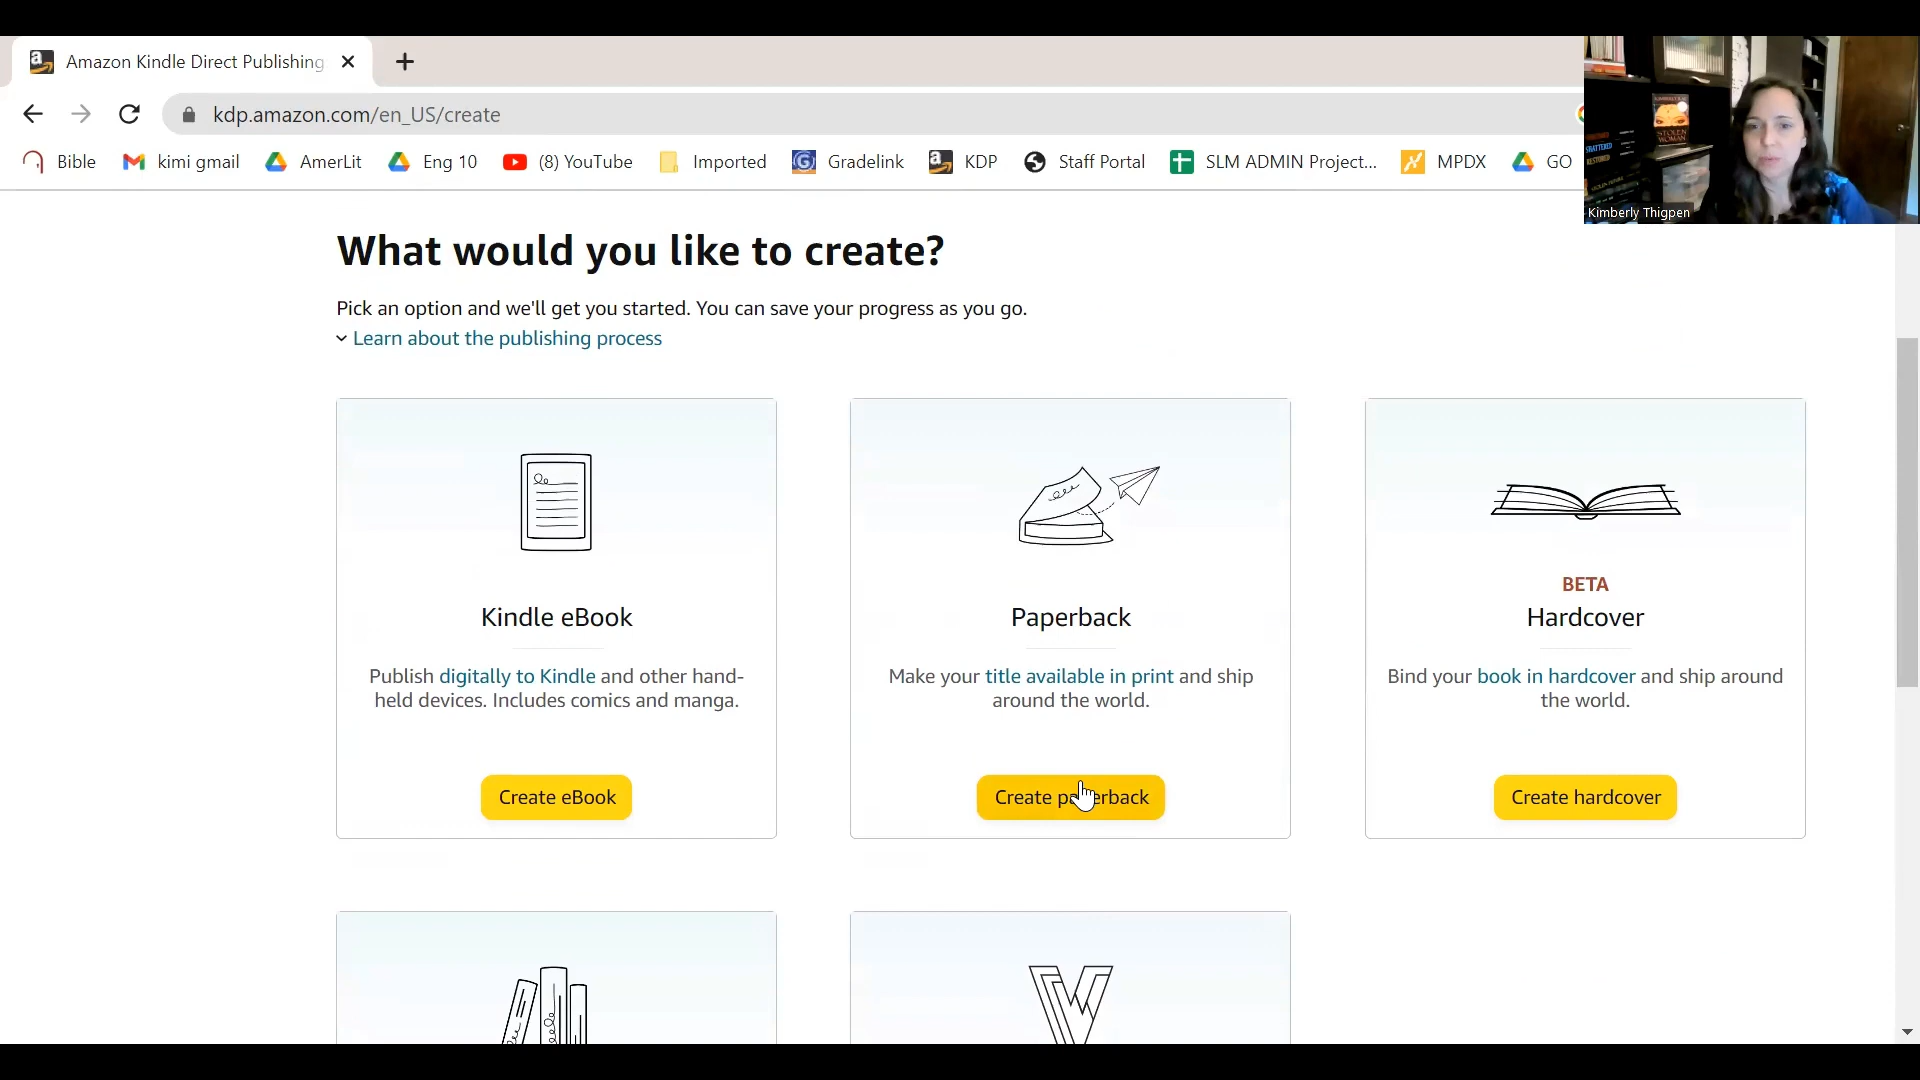 Amazon Kindle Direct Publishing
kdp.amazon.com/en_US/create
Bible kimi gmail AmerLit Eng 10 (8) YouTube Imported Gradelink KDP Staff Portal SLM ADMIN Project... MPDX GO
STOLEN
WOMAN
SHATTERED
RESTORED
Kimberly Thigpen
What would you like to create?
Pick an option and we'll get you started. You can save your progress as you go.
Learn about the publishing process
Kindle eBook
Publish digitally to Kindle and other hand-
held devices. Includes comics and manga.
Create eBook
Paperback
Make your title available in print and ship
around the world.
Create paperback
BETA
Hardcover
Bind your book in hardcover and ship around
the world.
Create hardcover